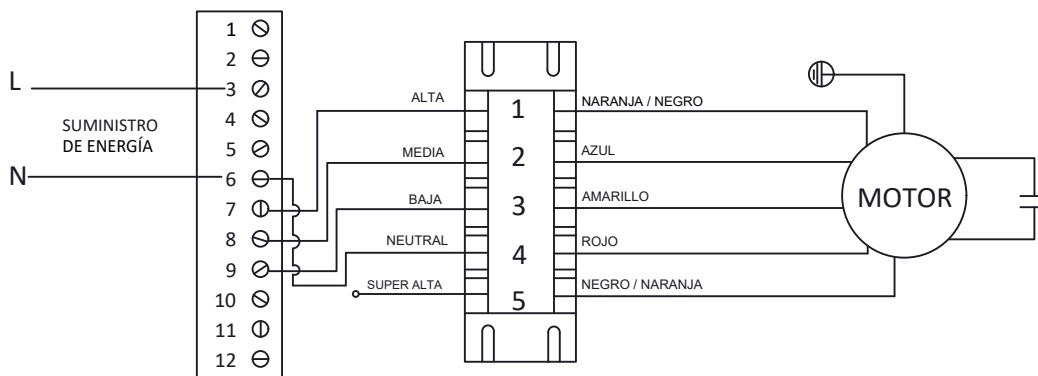 1
2
3
4
5
6
7
8
9
10
11
12
L
SUMINISTRO
DE ENERGÍA
N
ALTA
MEDIA
BAJA
NEUTRAL
SUPER ALTA
1
2
3
4
5
NARANJA / NEGRO
AZUL
AMARILLO
ROJO
NEGRO / NARANJA
MOTOR